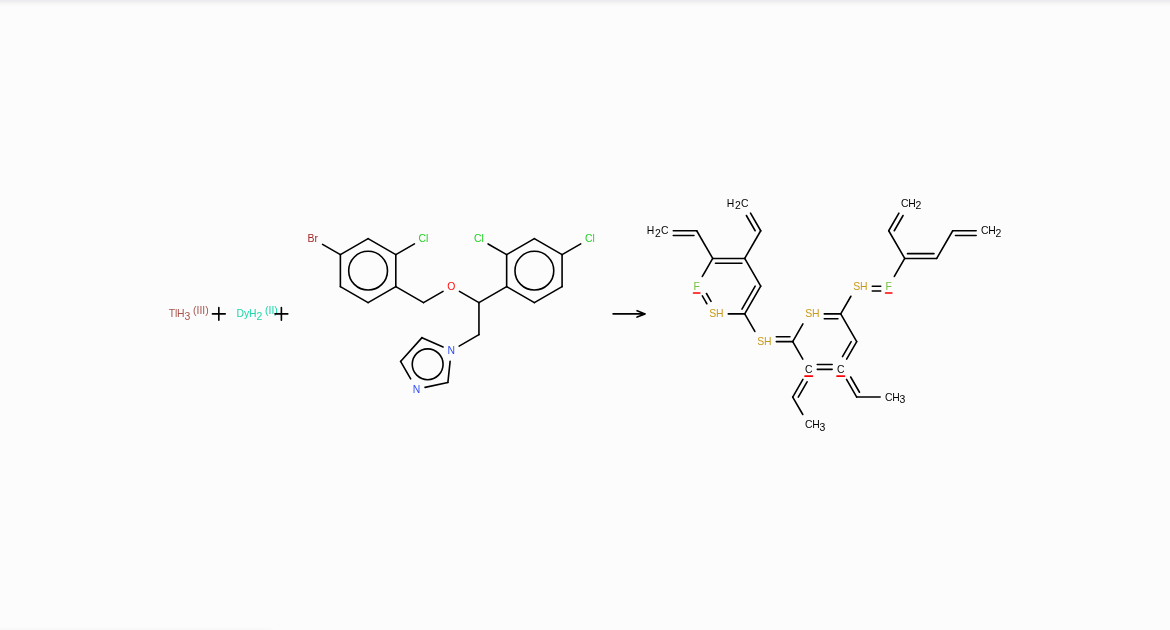 H2C
CH2
H2C CH2
Br Cl Cl Cl
O F SH F
TlH3 (III) + DyH2 (II) + SH SH
SH
N
C C
N
CH3
CH3